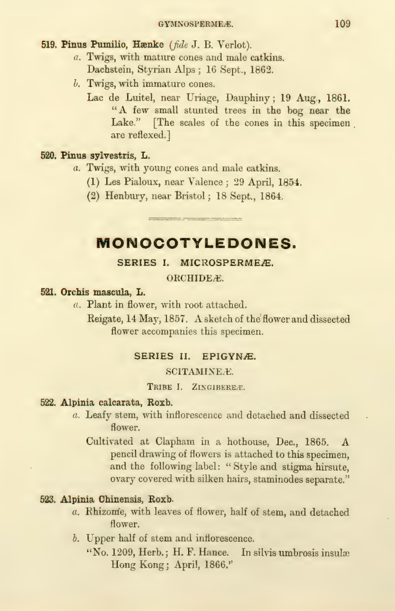 GYMNOSPERMEÆ. 109
519. Pinus Pumilio, Hænke (fide J. B. Verlot).
a. Twigs, with mature cones and male catkins.
Dachstein, Styrian Alps ; 16 Sept., 1862.
b. Twigs, with immature cones.
Lac de Luitel, near Uriage, Dauphiny ; 19 Aug., 1861.
"A few small stunted trees in the bog near the
Lake." [The scales of the cones in this specimen
are reflexed.]
520. Pinus sylvestris, L.
a. Twigs, with young cones and male catkins.
(1) Les Pialoux, near Valence ; 29 April, 1854.
(2) Henbury, near Bristol ; 18 Sept., 1864.
MONOCOTYLEDONES.
SERIES I. MICROSPERMEÆ.
ORCHIDEÆ.
521. Orchis mascula, L.
a. Plant in flower, with root attached.
Reigate, 14 May, 1857. A sketch of the flower and dissected
flower accompanies this specimen.
SERIES II. EPIGYNÆ.
SCITAMINEÆ.
TRIBE I. ZINGIBEREÆ.
522. Alpinia calcarata, Roxb.
a. Leafy stem, with inflorescence and detached and dissected
flower.
Cultivated at Clapham in a hothouse, Dec., 1865. A
pencil drawing of flowers is attached to this specimen,
and the following label: "Style and stigma hirsute,
ovary covered with silken hairs, staminodes separate."
523. Alpinia Chinensis, Roxb.
a. Rhizome, with leaves of flower, half of stem, and detached
flower.
b. Upper half of stem and inflorescence.
"No. 1209, Herb.; H. F. Hance. In silvis umbrosis insulæ
Hong Kong; April, 1866."